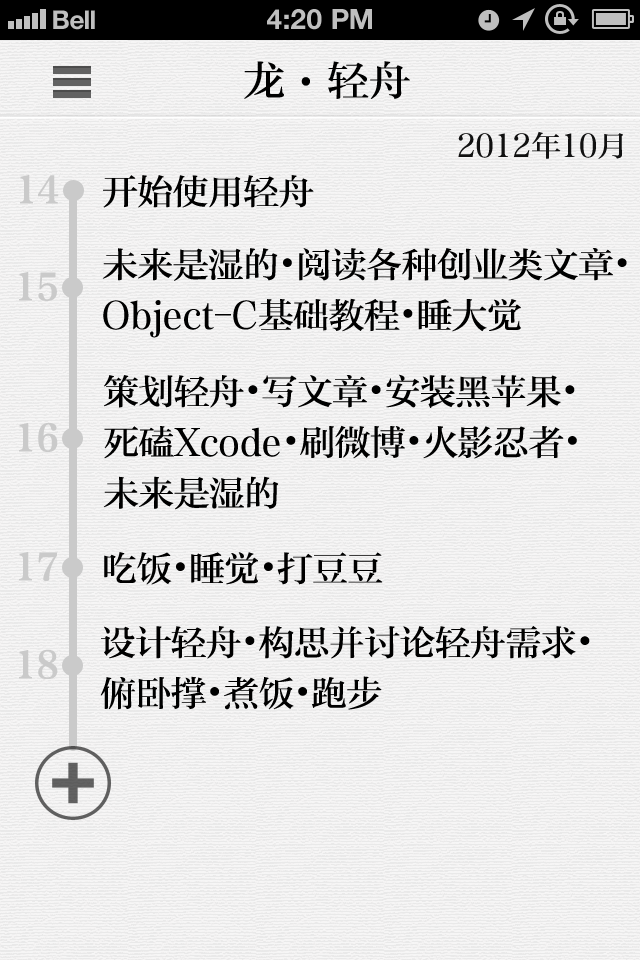 Bell 4:20 PM
龙·轻舟
2012年10月
14 开始使用轻舟
15 未来是湿的•阅读各种创业类文章•
Object-C基础教程•睡大觉
16 策划轻舟•写文章•安装黑苹果•
死磕Xcode•刷微博•火影忍者•
未来是湿的
17 吃饭•睡觉•打豆豆
18 设计轻舟•构思并讨论轻舟需求•
俯卧撑•煮饭•跑步